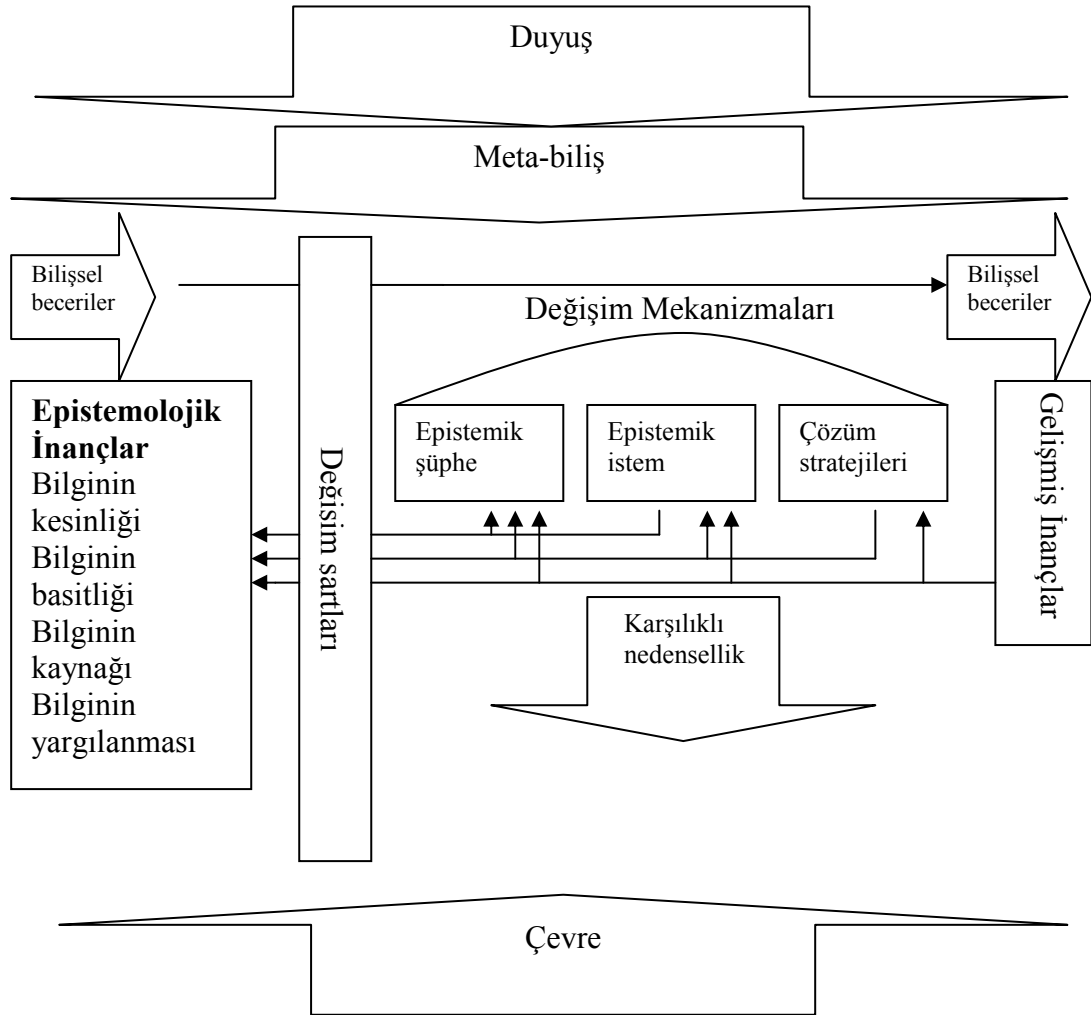 Duyuş
Meta-biliş
Bilişsel
beceriler
Bilişsel
beceriler
Değişim Mekanizmaları
Epistemolojik
İnançlar
Bilginin
kesinliği
Bilginin
basitliği
Bilginin
kaynağı
Bilginin
yargılanması
Değişim şartları
Epistemik
şüphe
Epistemik
istem
Çözüm
stratejileri
Gelişmiş İnançlar
Karşılıklı
nedensellik
Çevre